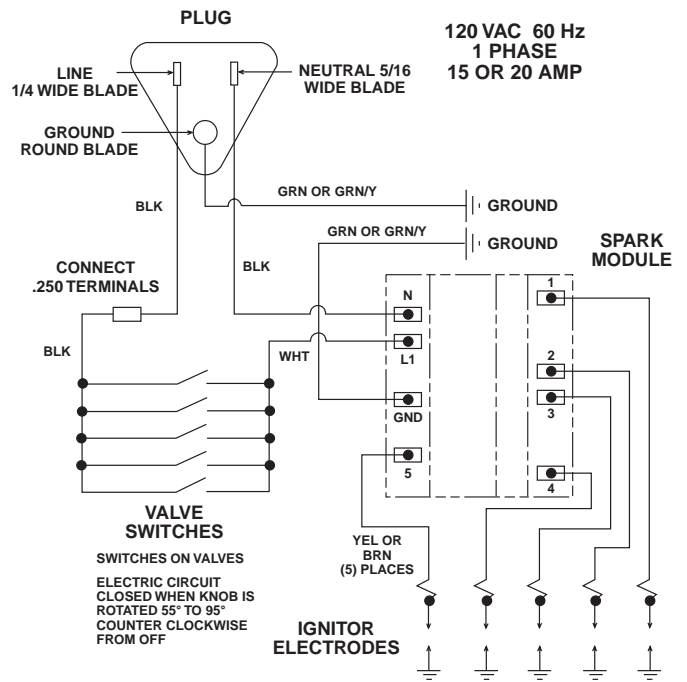 PLUG
120 VAC  60 Hz
1 PHASE
15 OR 20 AMP
LINE
1/4 WIDE BLADE
NEUTRAL 5/16
WIDE BLADE
GROUND
ROUND BLADE
GRN OR GRN/Y
GROUND
BLK
GRN OR GRN/Y
GROUND
SPARK
MODULE
CONNECT
.250 TERMINALS
BLK
N
1
BLK
WHT
L1
2
3
GND
5
4
VALVE
SWITCHES
SWITCHES ON VALVES
ELECTRIC CIRCUIT
CLOSED WHEN KNOB IS
ROTATED 55° TO 95°
COUNTER CLOCKWISE
FROM OFF
YEL OR
BRN
(5) PLACES
IGNITOR
ELECTRODES